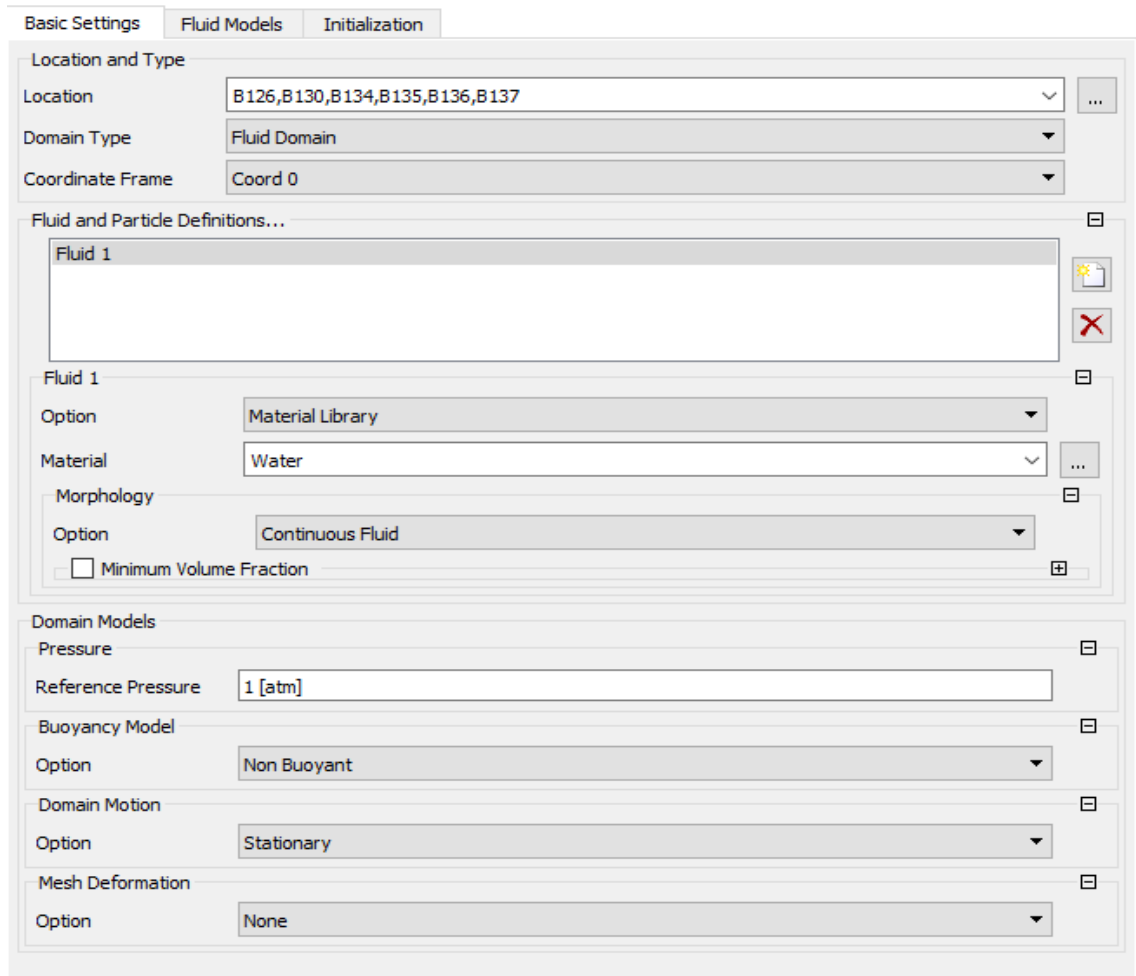 Basic Settings Fluid Models Initialization
Location and Type
Location B126,B130,B134,B135,B136,B137 ...
Domain Type Fluid Domain
Coordinate Frame Coord 0
Fluid and Particle Definitions...
Fluid 1
Fluid 1
Option Material Library
Material Water ...
Morphology
Option Continuous Fluid
Minimum Volume Fraction
Domain Models
Pressure
Reference Pressure 1 [atm]
Buoyancy Model
Option Non Buoyant
Domain Motion
Option Stationary
Mesh Deformation
Option None